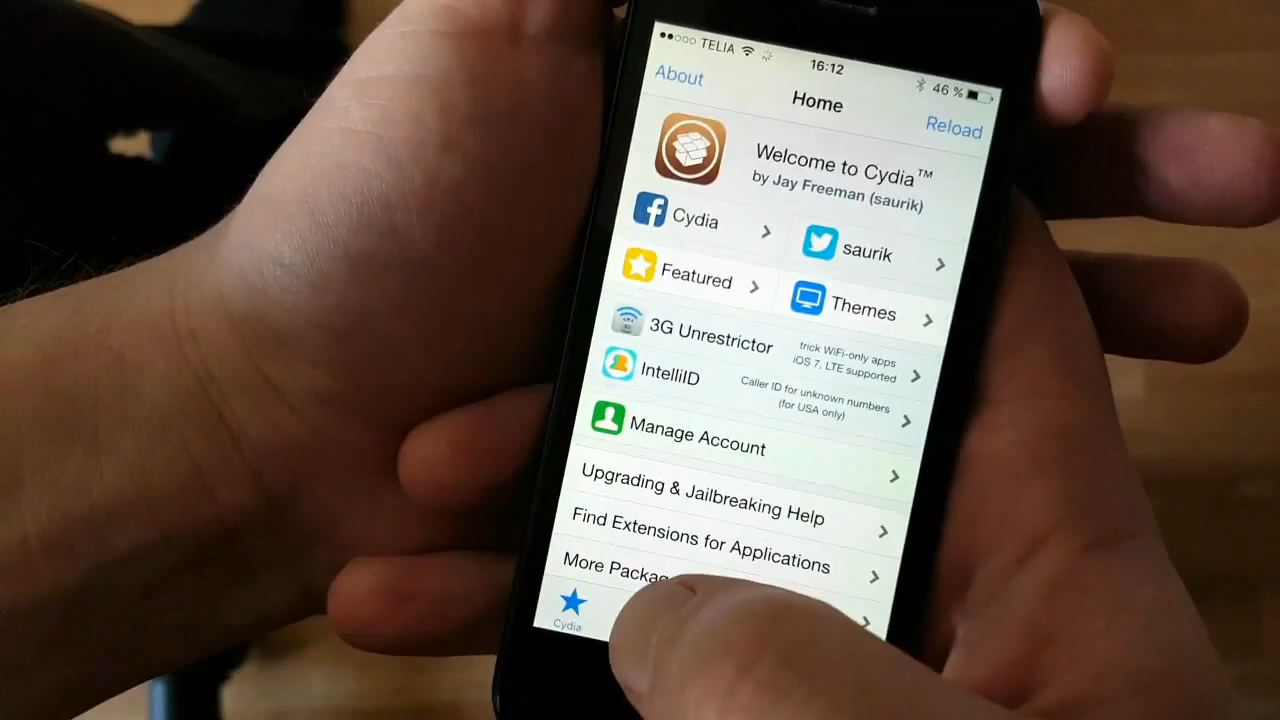 TELIA 16:12 46 %
About Home Reload
Welcome to Cydia™
by Jay Freeman (saurik)
Cydia
saurik
Featured
Themes
3G Unrestrictor
trick WiFi-only apps
iOS 7, LTE supported
IntelliID
Caller ID for unknown numbers
(for USA only)
Manage Account
Upgrading & Jailbreaking Help
Find Extensions for Applications
More
Cydia